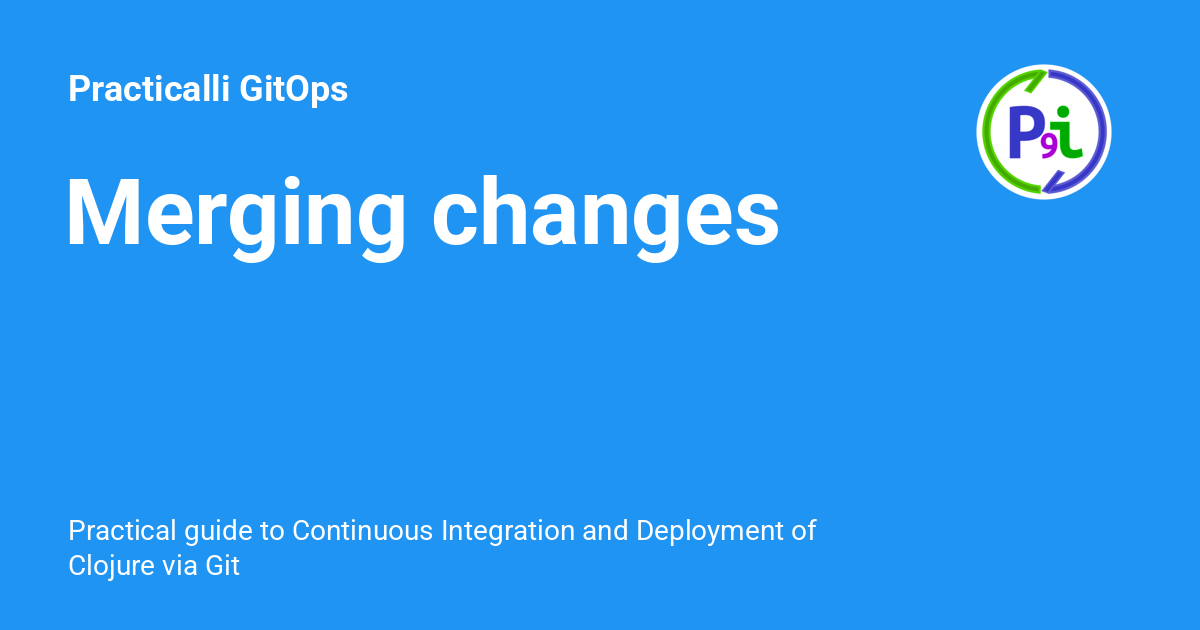 Practicalli GitOps
P9i
Merging changes
Practical guide to Continuous Integration and Deployment of
Clojure via Git